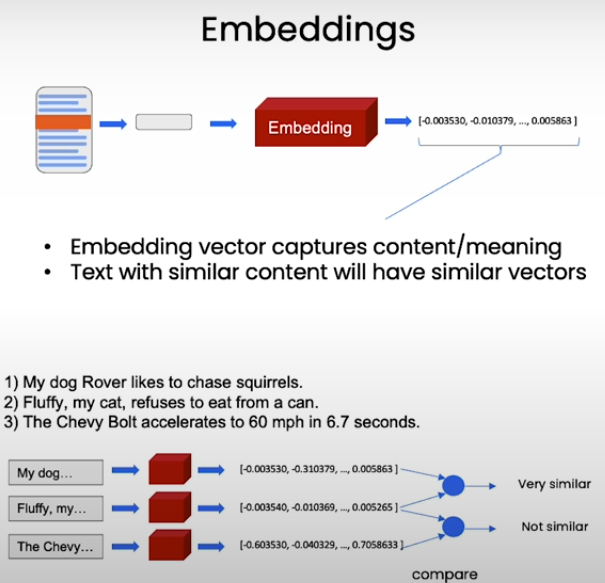 Embeddings
Embedding
[-0.003530, -0.010379, ..., 0.005863 ]
• Embedding vector captures content/meaning
• Text with similar content will have similar vectors
1) My dog Rover likes to chase squirrels.
2) Fluffy, my cat, refuses to eat from a can.
3) The Chevy Bolt accelerates to 60 mph in 6.7 seconds.
My dog...
[-0.003530, -0.310379, ..., 0.005863 ]
Very similar
Fluffy, my...
[-0.003540, -0.010369, ..., 0.005265 ]
Not similar
The Chevy...
[-0.603530, -0.040329, ..., 0.7058633 ]
compare